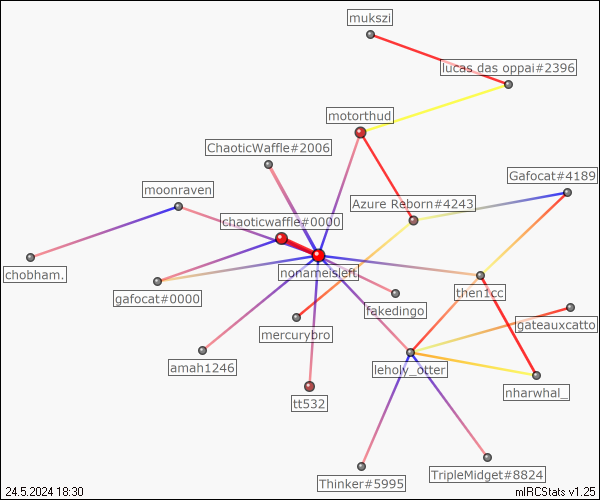 mukszi
lucas das oppai#2396
motorthud
ChaoticWaffle#2006
Gafocat#4189
moonraven
Azure Reborn#4243
chaoticwaffle#0000
nonameisleft
chobham.
then1cc
gafocat#0000
fakedingo
gateauxcatto
mercurybro
amah1246
leholy_otter
nharwhal_
tt532
TripleMidget#8824
Thinker#5995
24.5.2024 18:30
mIRCStats v1.25